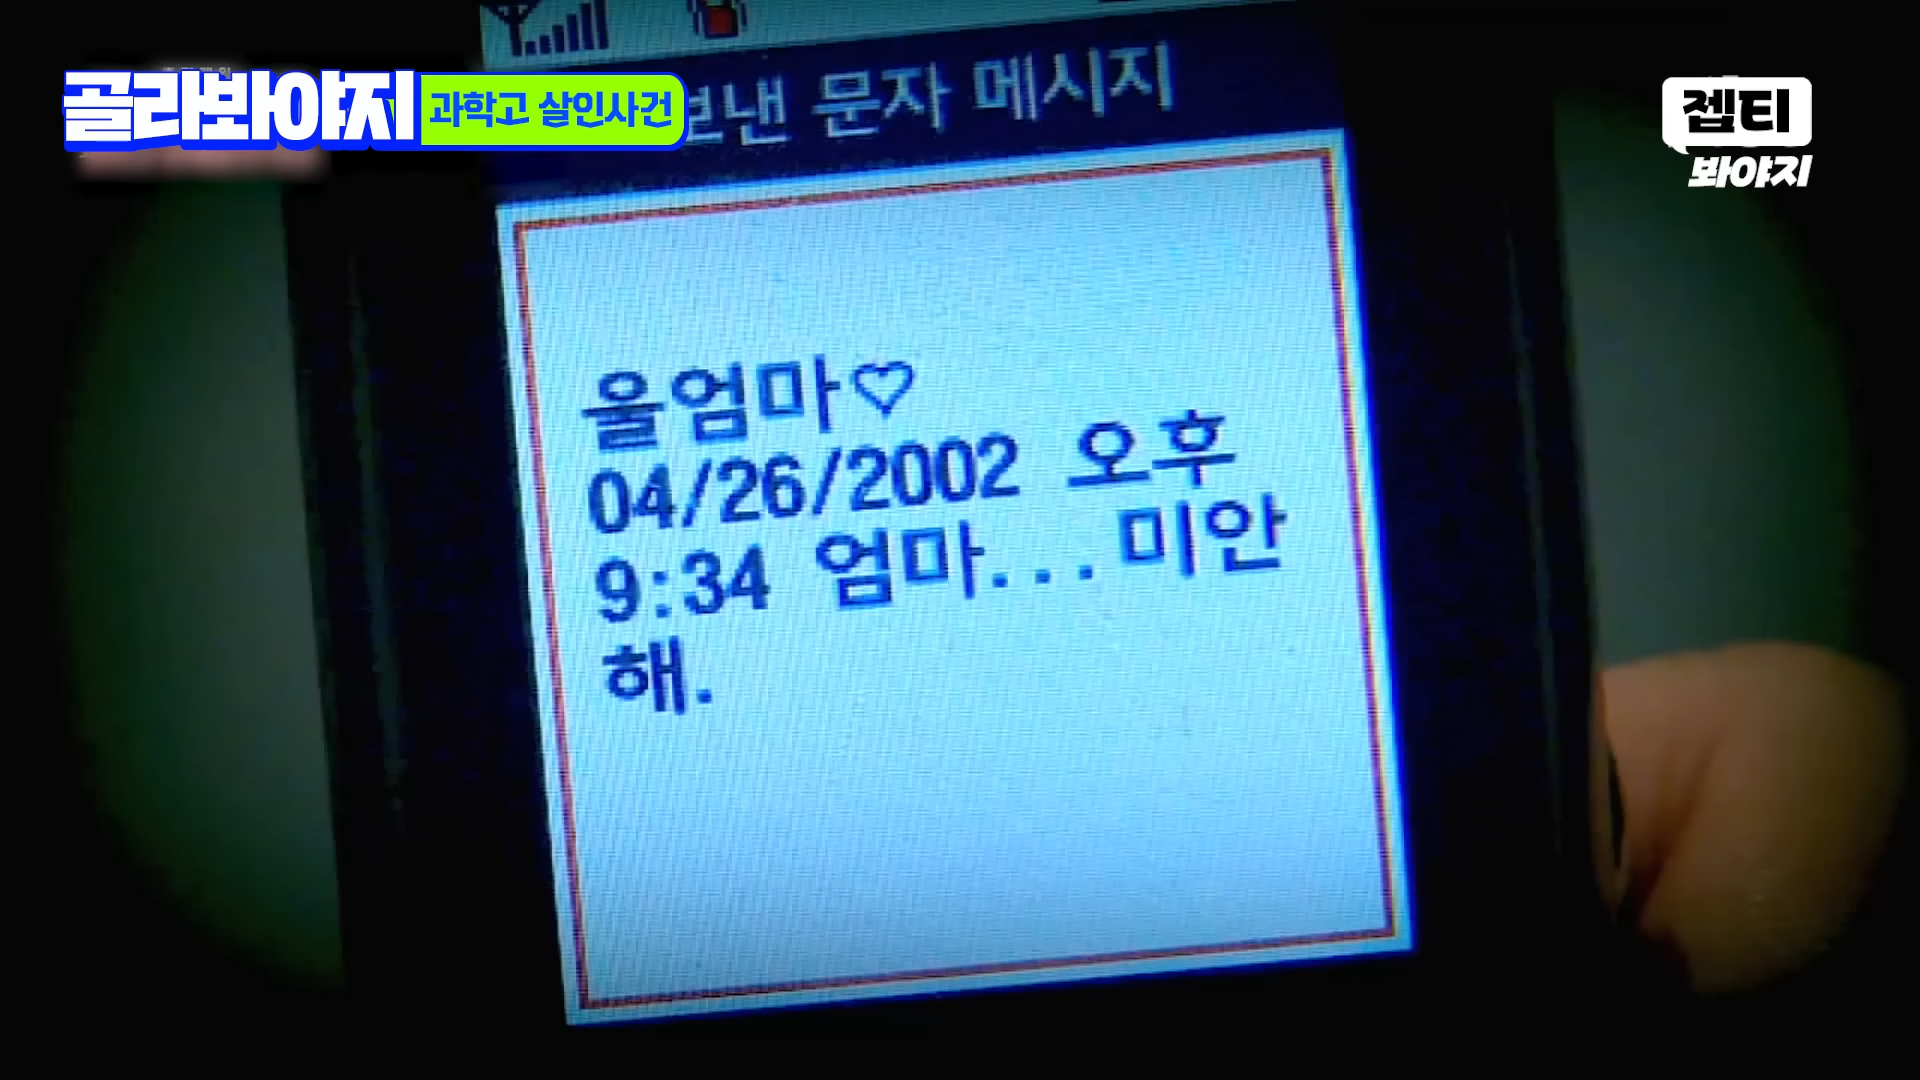 골라봐야지 과학고 살인사건
젭티
봐야지
보낸 문자 메시지
울엄마♡
04/26/2002 오후
9:34 엄마...미안
해.